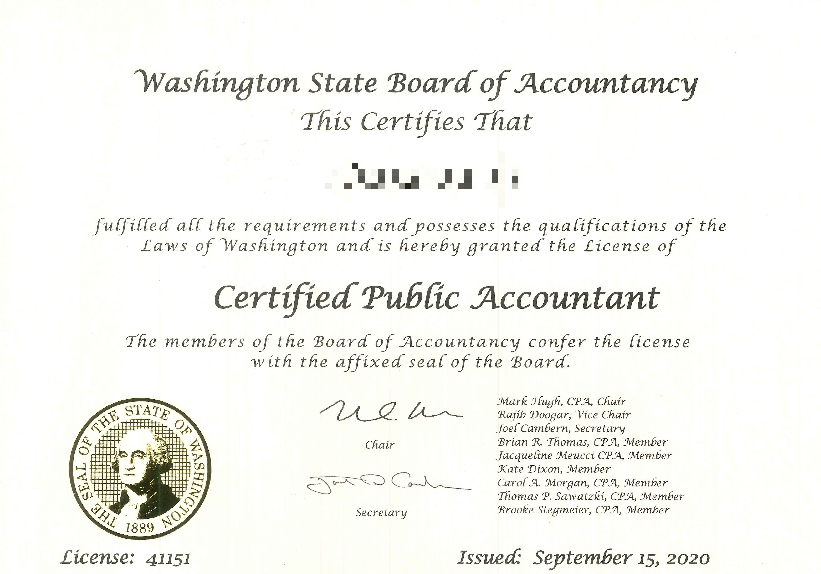 Washington State Board of Accountancy
This Certifies That
fulfilled all the requirements and possesses the qualifications of the
Laws of Washington and is hereby granted the License of
Certified Public Accountant
The members of the Board of Accountancy confer the license
with the affixed seal of the Board.
THE SEAL OF THE STATE OF WASHINGTON
1889
Chair
Secretary
Mark Hugh, CPA, Chair
Rajib Doogar, Vice Chair
Joel Cambern, Secretary
Brian R. Thomas, CPA, Member
Jacqueline Meucci CPA, Member
Kate Dixon, Member
Carol A. Morgan, CPA, Member
Thomas P. Sawatzki, CPA, Member
Brooke Stegmeier, CPA, Member
License: 41151
Issued: September 15, 2020